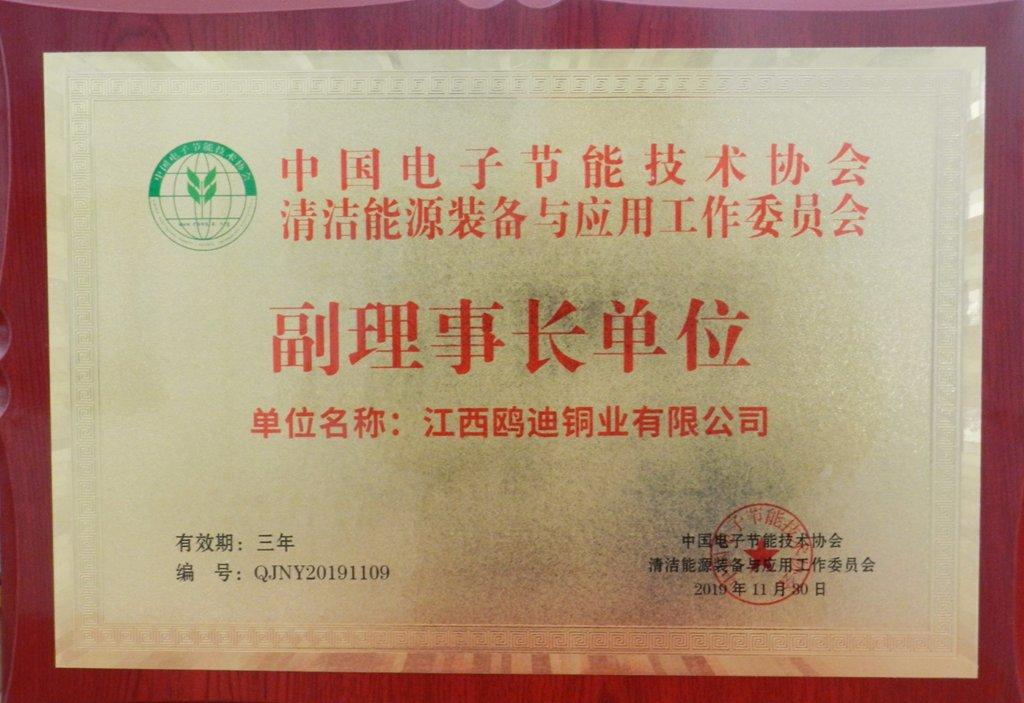 中国电子节能技术协会
中国电子节能技术协会
清洁能源装备与应用工作委员会
副理事长单位
单位名称：江西鸥迪铜业有限公司
有效期：三年
编 号：QJNY20191109
中国电子节能技术协会
清洁能源装备与应用工作委员会
2019年11月30日